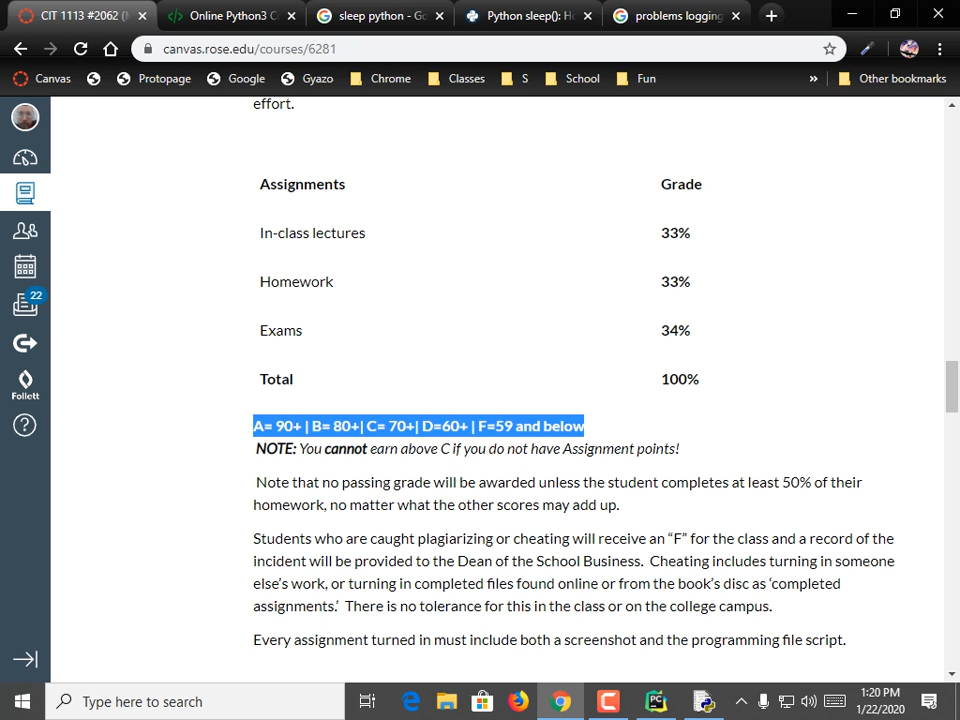 CIT 1113 #2062 (
Online Python3 C
sleep python - Go
Python sleep(): Ho
problems logging
canvas.rose.edu/courses/6281
Canvas
Protopage
Google
Gyazo
Chrome
Classes
S
School
Fun
»
Other bookmarks
effort.
Assignments Grade
In-class lectures 33%
Homework 33%
Exams 34%
Total 100%
A= 90+ | B= 80+| C= 70+| D=60+ | F=59 and below
NOTE: You cannot earn above C if you do not have Assignment points!
Note that no passing grade will be awarded unless the student completes at least 50% of their
homework, no matter what the other scores may add up.
Students who are caught plagiarizing or cheating will receive an “F” for the class and a record of the
incident will be provided to the Dean of the School Business. Cheating includes turning in someone
else’s work, or turning in completed files found online or from the book’s disc as ‘completed
assignments.’ There is no tolerance for this in the class or on the college campus.
Every assignment turned in must include both a screenshot and the programming file script.
22
Follett
Type here to search
PC
1:20 PM
1/22/2020